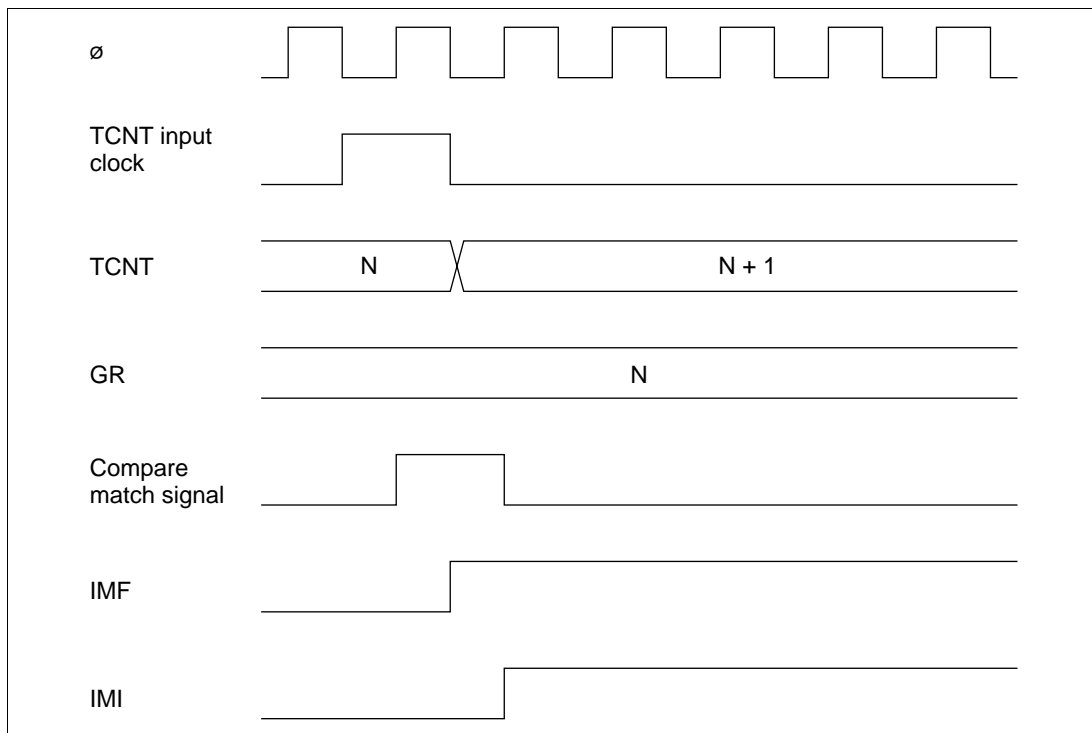 ø
TCNT input
clock
TCNT
N
N + 1
GR
N
Compare
match signal
IMF
IMI